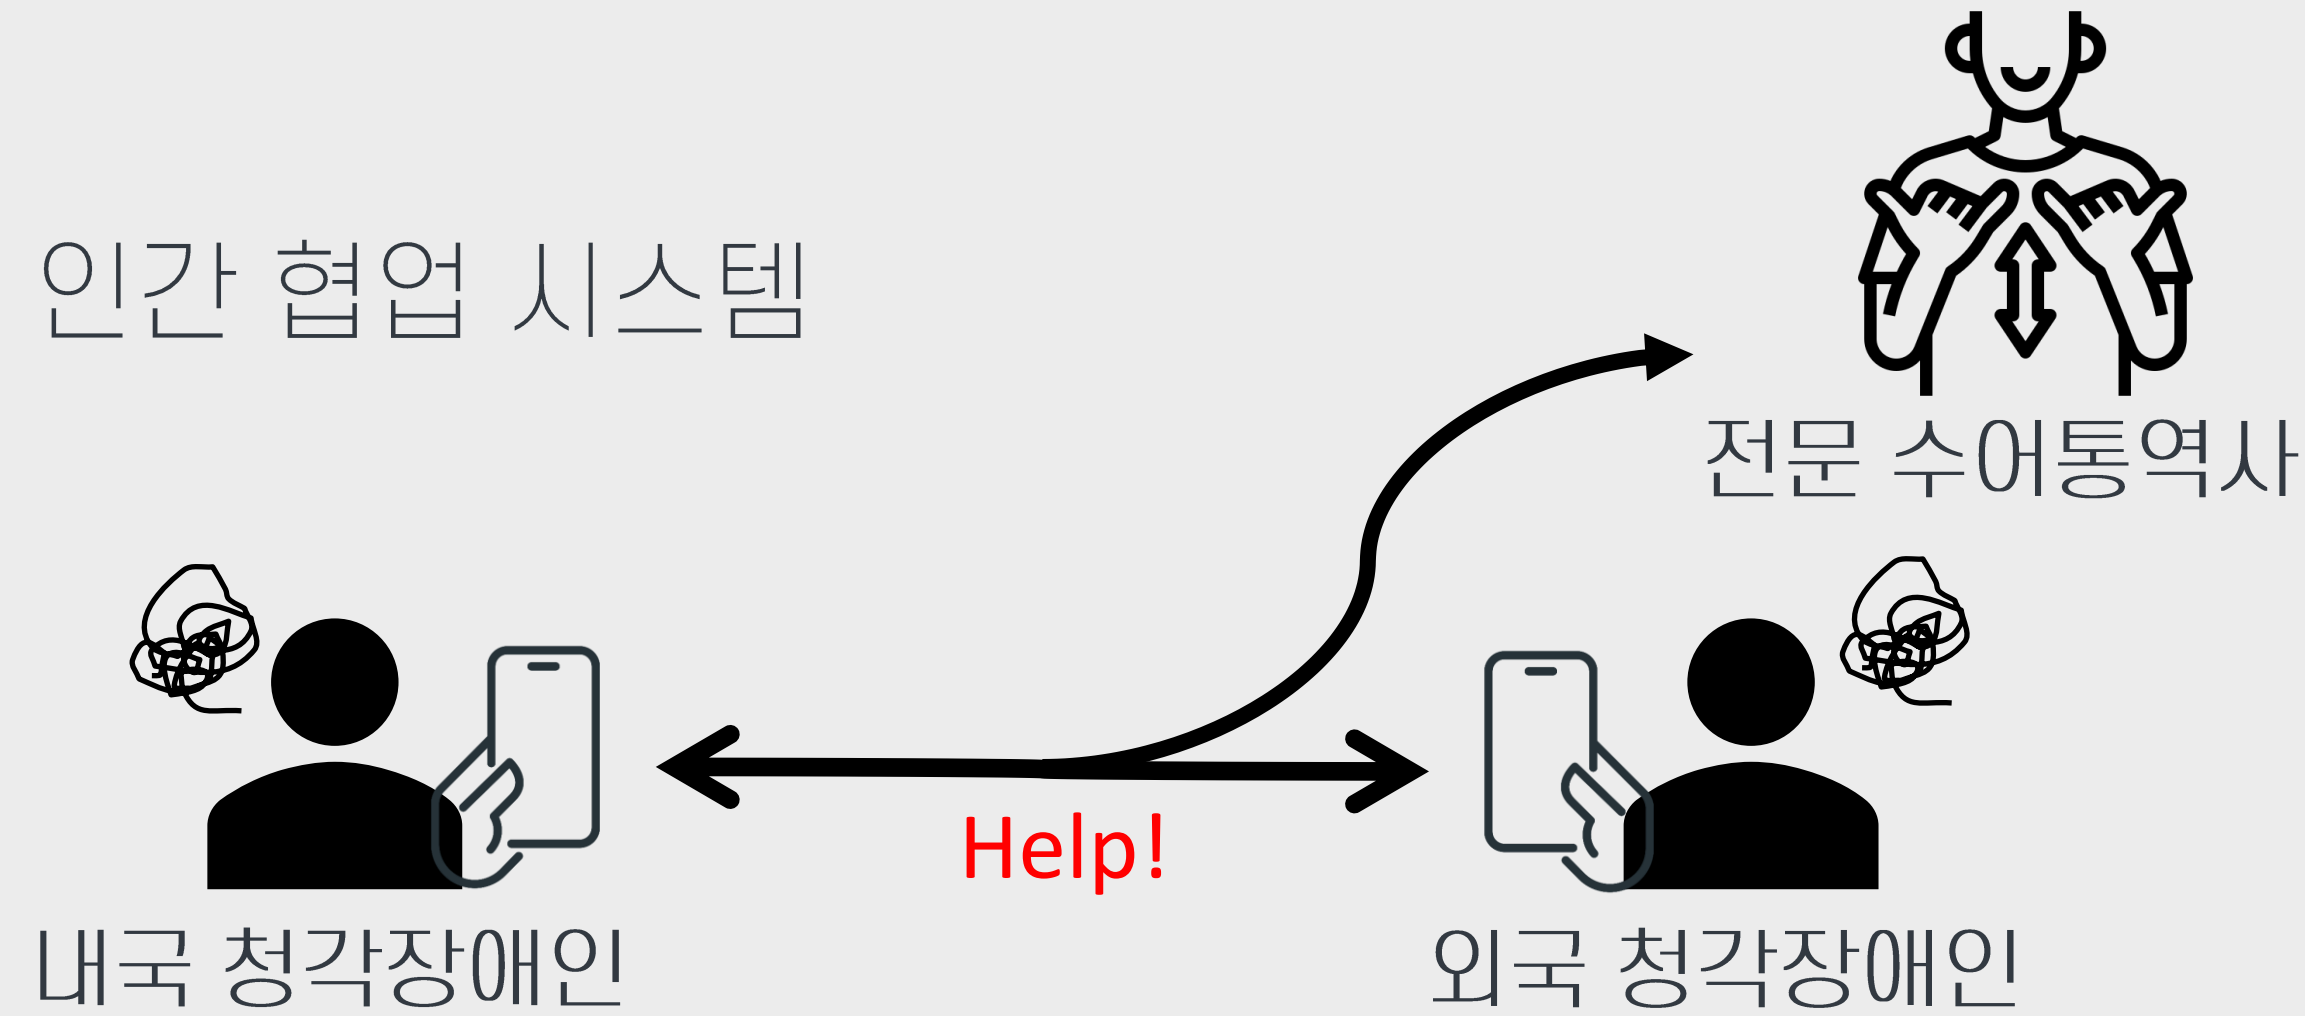 인간 협업 시스템
전문 수어통역사
Help!
내국 청각장애인
외국 청각장애인